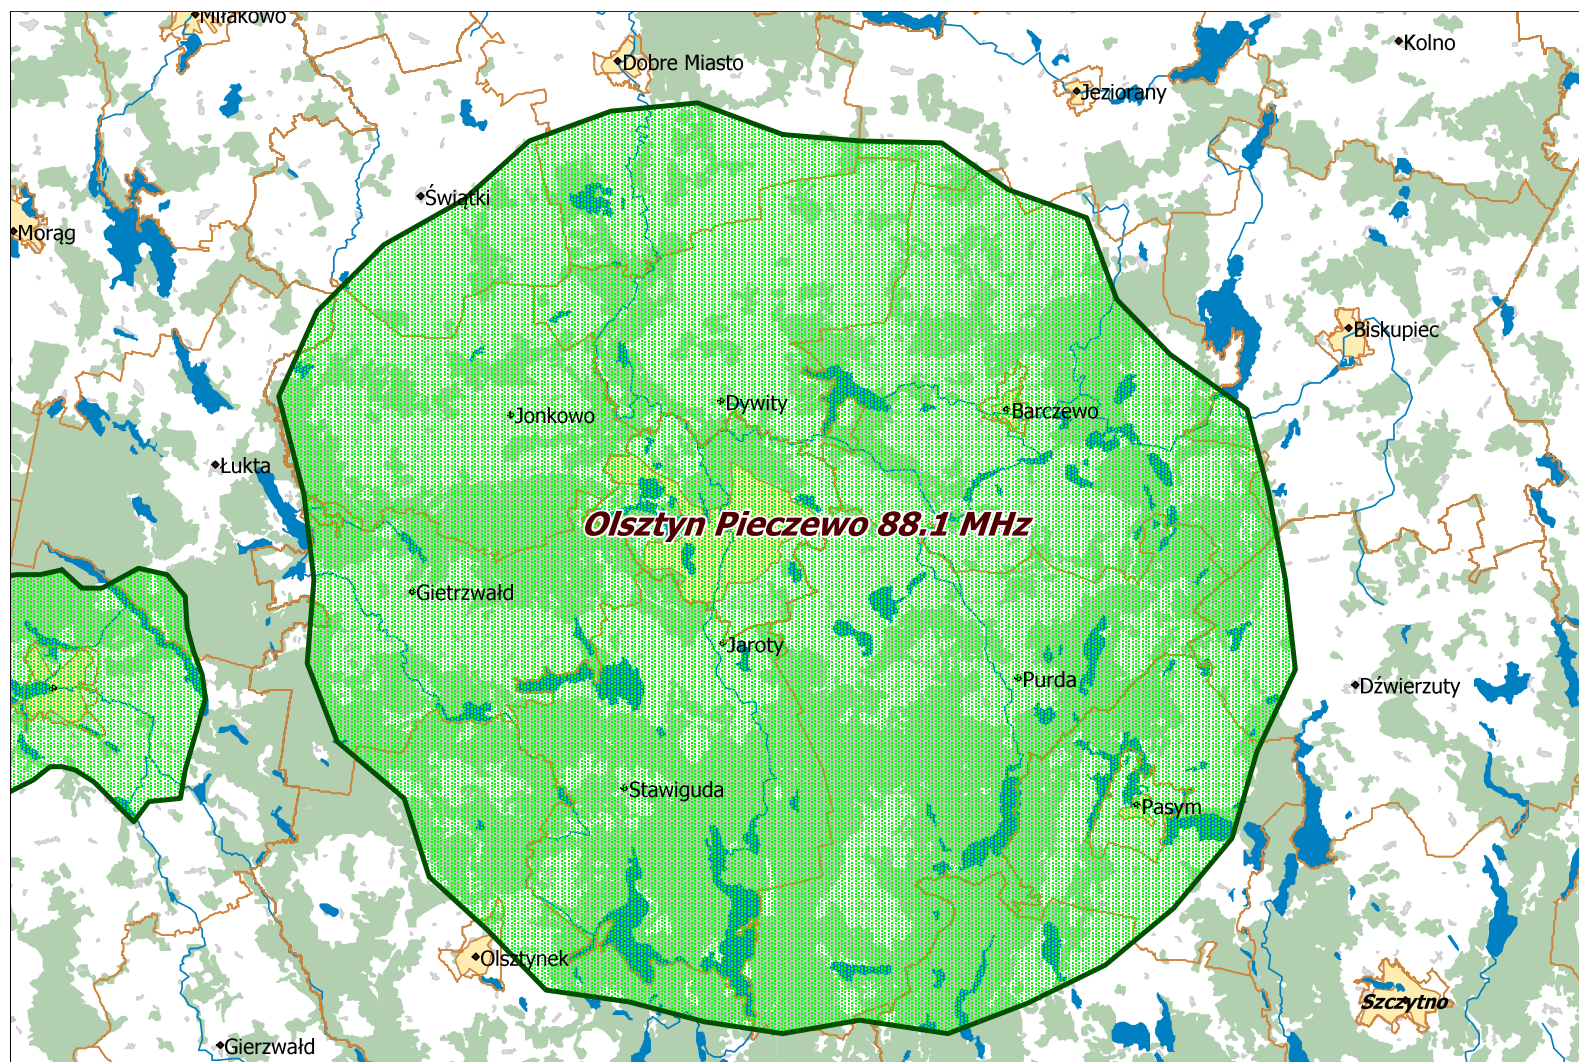 Miłakowo
Kolno
Dobre Miasto
Jeziorany
Świątki
Morąg
Biskupiec
Dywity
Barczewo
Jonkowo
Łukta
Olsztyn Pieczewo 88.1 MHz
Gietrzwałd
Jaroty
Purda
Dźwierzuty
Stawiguda
Pasym
Olsztynek
Szczytno
Gierzwałd